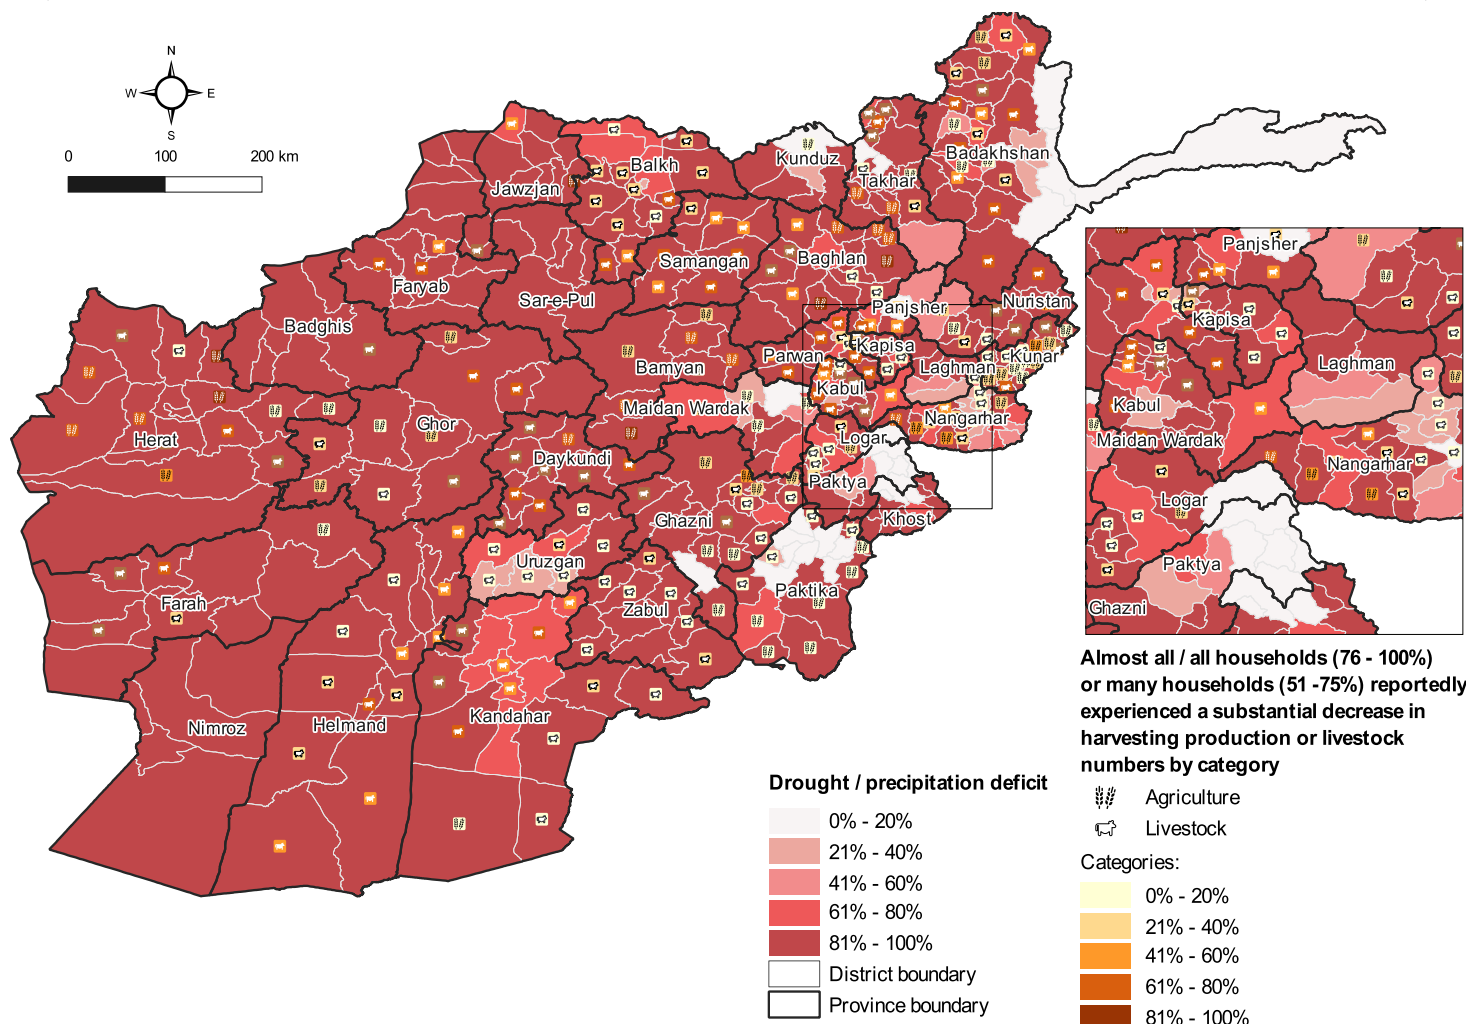 N
W E
S
0 100 200 km
Badakhshan
Kunduz
Takhar
Balkh
Jawzjan
Samangan
Baghlan
Faryab
Sar-e-Pul
Panjsher
Nuristan
Badghis
Kapisa
Parwan
Kunar
Bamyan
Laghman
Kabul
Maidan Wardak
Nangarhar
Ghor
Herat
Logar
Daykundi
Paktya
Ghazni
Khost
Uruzgan
Paktika
Farah
Zabul
Kandahar
Nimroz
Helmand
Panjsher
Kapisa
Laghman
Kabul
Maidan Wardak
Nangarhar
Logar
Paktya
Ghazni
Almost all / all households (76 - 100%)
or many households (51 -75%) reportedly
experienced a substantial decrease in
harvesting production or livestock
numbers by category
Agriculture
Livestock
Categories:
0% - 20%
21% - 40%
41% - 60%
61% - 80%
81% - 100%
Drought / precipitation deficit
0% - 20%
21% - 40%
41% - 60%
61% - 80%
81% - 100%
District boundary
Province boundary